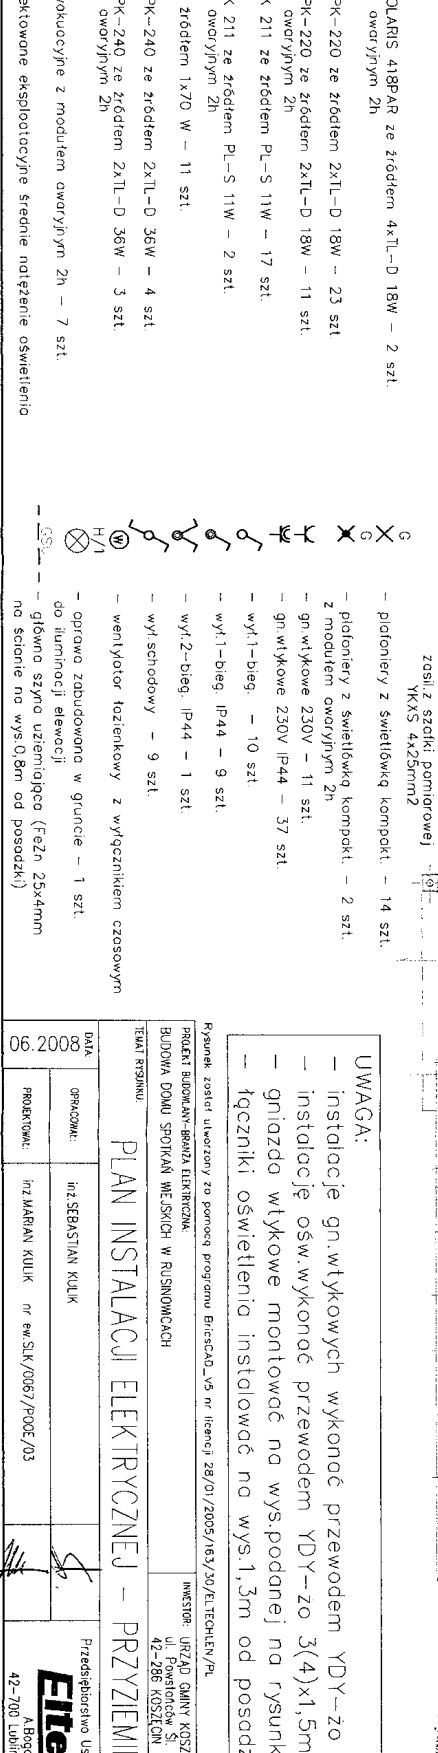 OLARIS 418PAR ze źródłem 4xTL-D 18W - 2 szt.
awaryjnym 2h
PK-220 ze źródłem 2xTL-D 18W - 23 szt.
PK-220 ze źródłem 2xTL-D 18W - 11 szt.
awaryjnym 2h
K 211 ze źródłem PL-S 11W - 17 szt.
K 211 ze źródłem PL-S 11W - 2 szt.
awaryjnym 2h
źródłem 1x70 W - 11 szt.
PK-240 ze źródłem 2xTL-D 36W - 4 szt.
PK-240 ze źródłem 2xTL-D 36W - 3 szt.
awaryjnym 2h
wakuacyjne z modułem awaryjnym 2h - 7 szt.
ektowane eksploatacyjne średnie natężenie oświetlenia
zasil.z szafki pomiarowej
YKXS 4x25mm2
G - plafoniery z świetlówką kompakt. - 14 szt.
G - plafoniery z świetlówką kompakt. - 2 szt.
z modułem awaryjnym 2h
- gn.wtykowe 230V - 11 szt.
- gn.wtykowe 230V IP44 - 37 szt.
- wył.1-bieg. - 10 szt.
- wył.1-bieg. IP44 - 9 szt.
- wył.2-bieg. IP44 - 1 szt.
- wył.schodowy - 9 szt.
W - wentylator łazienkowy z wyłącznikiem czasowym
H/1 - oprawa zabudowana w gruncie - 1 szt.
do iluminacji elewacji
GSU - główna szyna uziemiająca (FeZn 25x4mm
na ścianie na wys.0,8m od posadzki)
UWAGA:
- instalacje gn.wtykowych wykonać przewodem YDY-żo
- instalację ośw.wykonać przewodem YDY-żo 3(4)x1,5m
- gniazda wtykowe montować na wys.podanej na rysunk
- łączniki oświetlenia instalować na wys.1,3m od posadz
Rysunek został utworzony za pomocą programu BricsCAD_V5 nr licencji 28/01/2005/163/30/ELTECHLEN/PL
PROJEKT BUDOWLANY-BRANŻA ELEKTRYCZNA:
BUDOWA DOMU SPOTKAŃ WIEJSKICH W RUSINOWICACH
INWESTOR: URZĄD GMINY KOSZ
ul. Powstańców Śl.
42-286 KOSZĘCIN
TEMAT RYSUNKU:
PLAN INSTALACJI ELEKTRYCZNEJ - PRZYZIEMI
DATA:
06.2008
OPRACOWAŁ: inż.SEBASTIAN KULIK
PROJEKTOWAŁ: inż.MARIAN KULIK nr ew.SLK/0067/POOE/03
Przedsiębiorstwo Us
Elte
A.Boga
42-700 Lubli